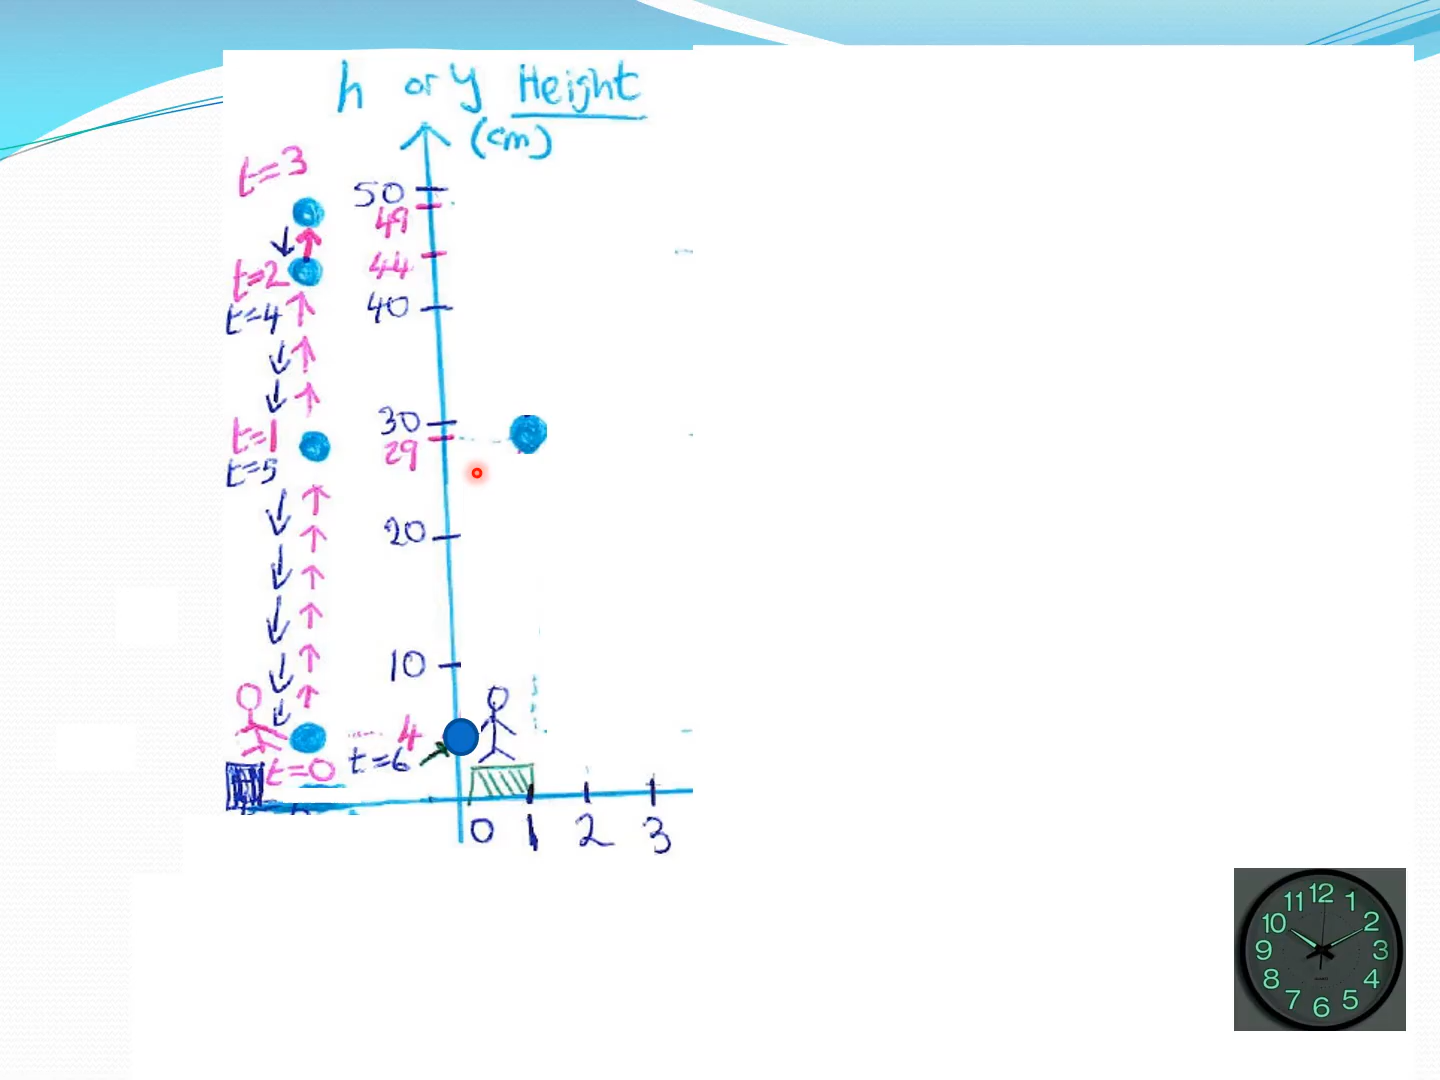 h or y Height
(cm)
t=3
50
49
t=2
44
t=4
40
t=1
30
29
t=5
20
10
4
t=6
t=0
0 1 2 3
11 12 1
10 2
9 3
8 4
7 6 5